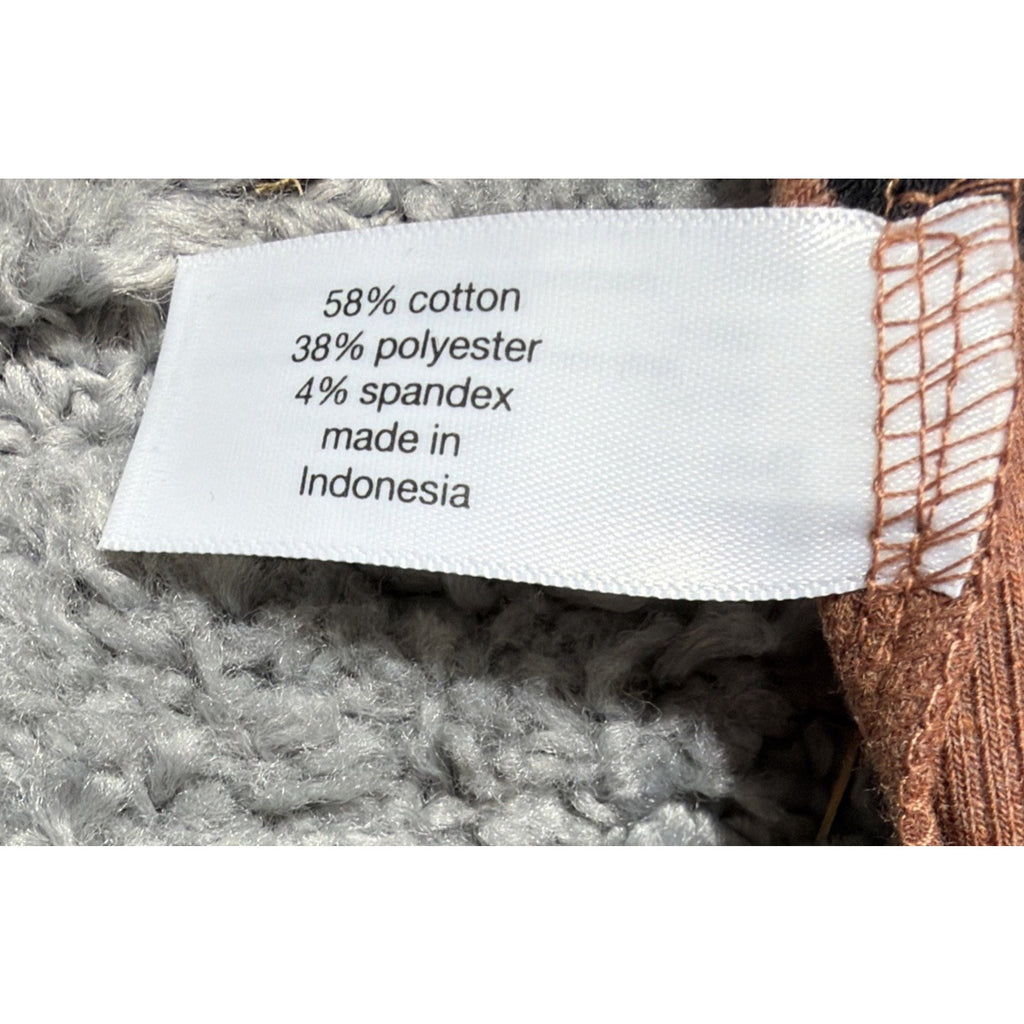 58% cotton
38% polyester
4% spandex
made in
Indonesia